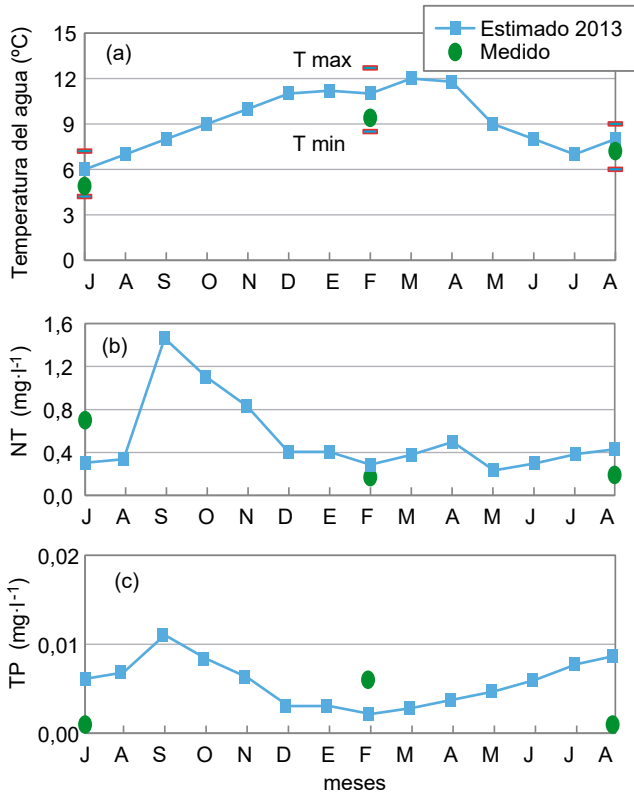 Estimado 2013
Medido
Temperatura del agua (ºC)
(a)
T max
T min
15
12
9
6
3
0
J A S O N D E F M A M J J A
NT (mg·l-1)
(b)
1,6
1,2
0,8
0,4
0,0
J A S O N D E F M A M J J A
TP (mg·l-1)
(c)
0,02
0,01
0,00
J A S O N D E F M A M J J A
meses